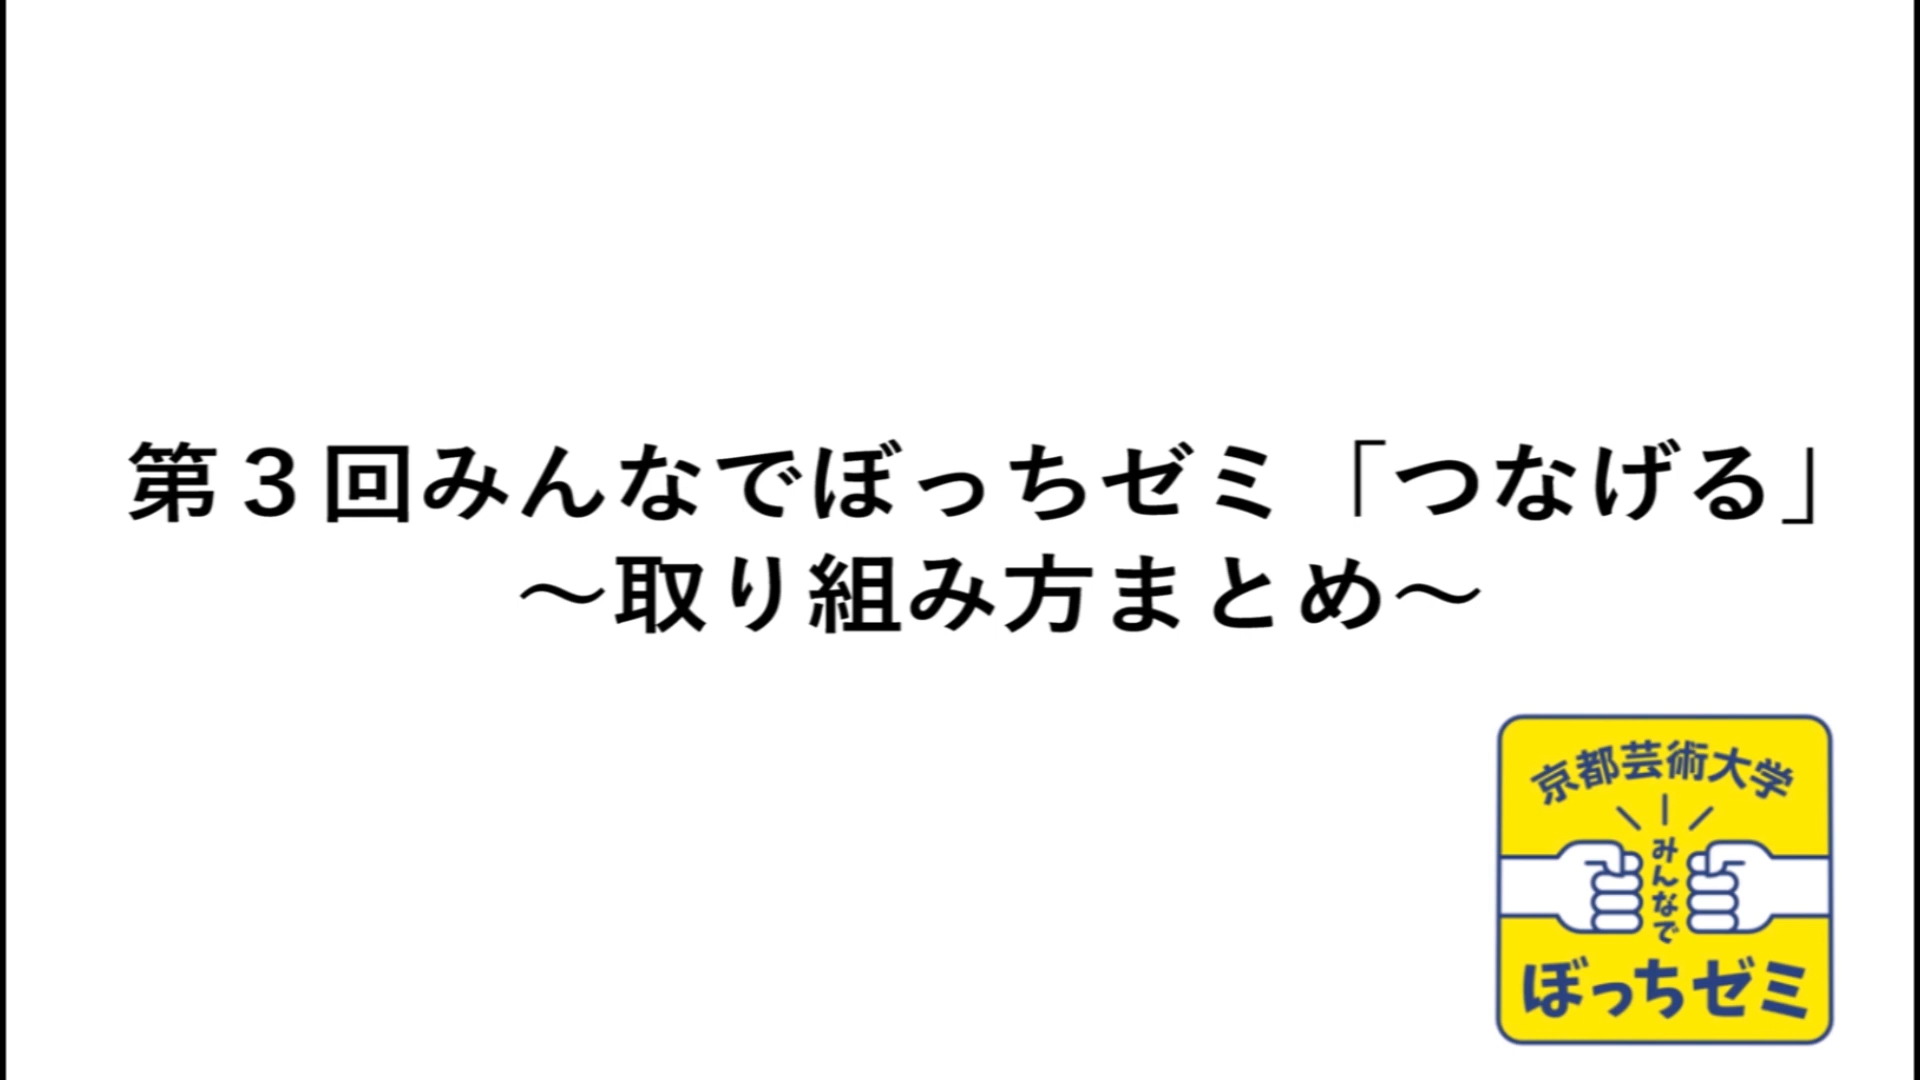 第３回みんなでぼっちゼミ「つなげる」
～取り組み方まとめ～
京都芸術大学
みんなで
ぼっちゼミ